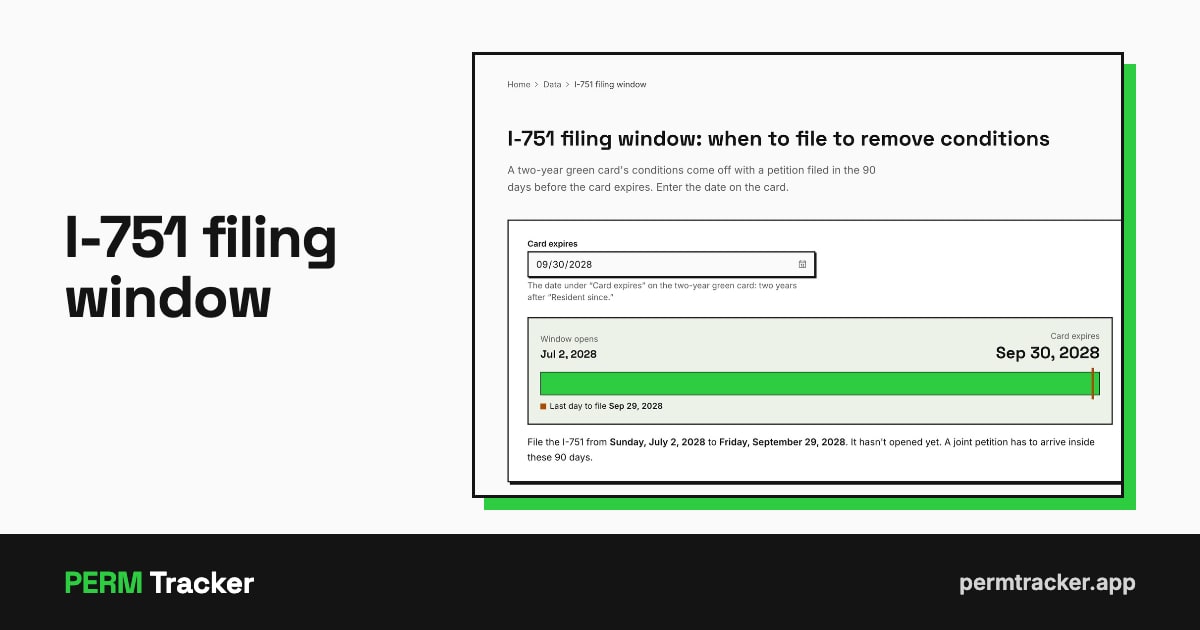 I-751 filing
window
Home > Data > I-751 filing window
I-751 filing window: when to file to remove conditions
A two-year green card's conditions come off with a petition filed in the 90
days before the card expires. Enter the date on the card.
Card expires
09/30/2028
The date under “Card expires” on the two-year green card: two years
after “Resident since.”
Window opens
Jul 2, 2028
Card expires
Sep 30, 2028
Last day to file Sep 29, 2028
File the I-751 from Sunday, July 2, 2028 to Friday, September 29, 2028. It hasn't opened yet. A joint petition has to arrive inside
these 90 days.
PERM Tracker
permtracker.app